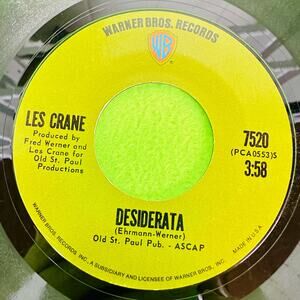 WARNER BROS. RECORDS
WB
LES CRANE
Produced by
Fred Werner and
Les Crane for
Old St. Paul
Productions
7520
(PCA0553)S
3:58
DESIDERATA
(Ehrmann-Werner)
Old St. Paul Pub. - ASCAP
WARNER BROS. RECORDS INC., A SUBSIDIARY AND LICENSEE OF WARNER BROS. INC.
MADE IN U.S.A.